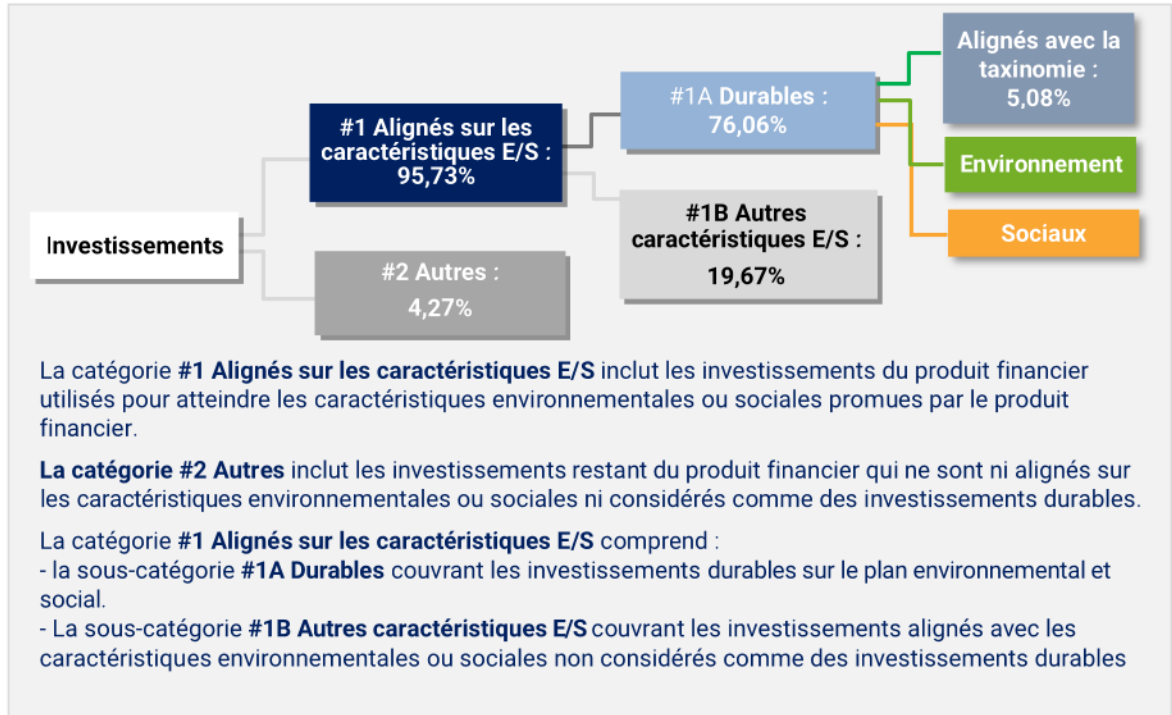 Alignés avec la
taxinomie :
5,08%
#1A Durables :
76,06%
#1 Alignés sur les
caractéristiques E/S :
95,73%
Environnement
#1B Autres
caractéristiques E/S :
19,67%
Sociaux
Investissements
#2 Autres :
4,27%
La catégorie #1 Alignés sur les caractéristiques E/S inclut les investissements du produit financier
utilisés pour atteindre les caractéristiques environnementales ou sociales promues par le produit
financier.
La catégorie #2 Autres inclut les investissements restant du produit financier qui ne sont ni alignés sur
les caractéristiques environnementales ou sociales ni considérés comme des investissements durables.
La catégorie #1 Alignés sur les caractéristiques E/S comprend :
- la sous-catégorie #1A Durables couvrant les investissements durables sur le plan environnemental et
social.
- La sous-catégorie #1B Autres caractéristiques E/S couvrant les investissements alignés avec les
caractéristiques environnementales ou sociales non considérés comme des investissements durables